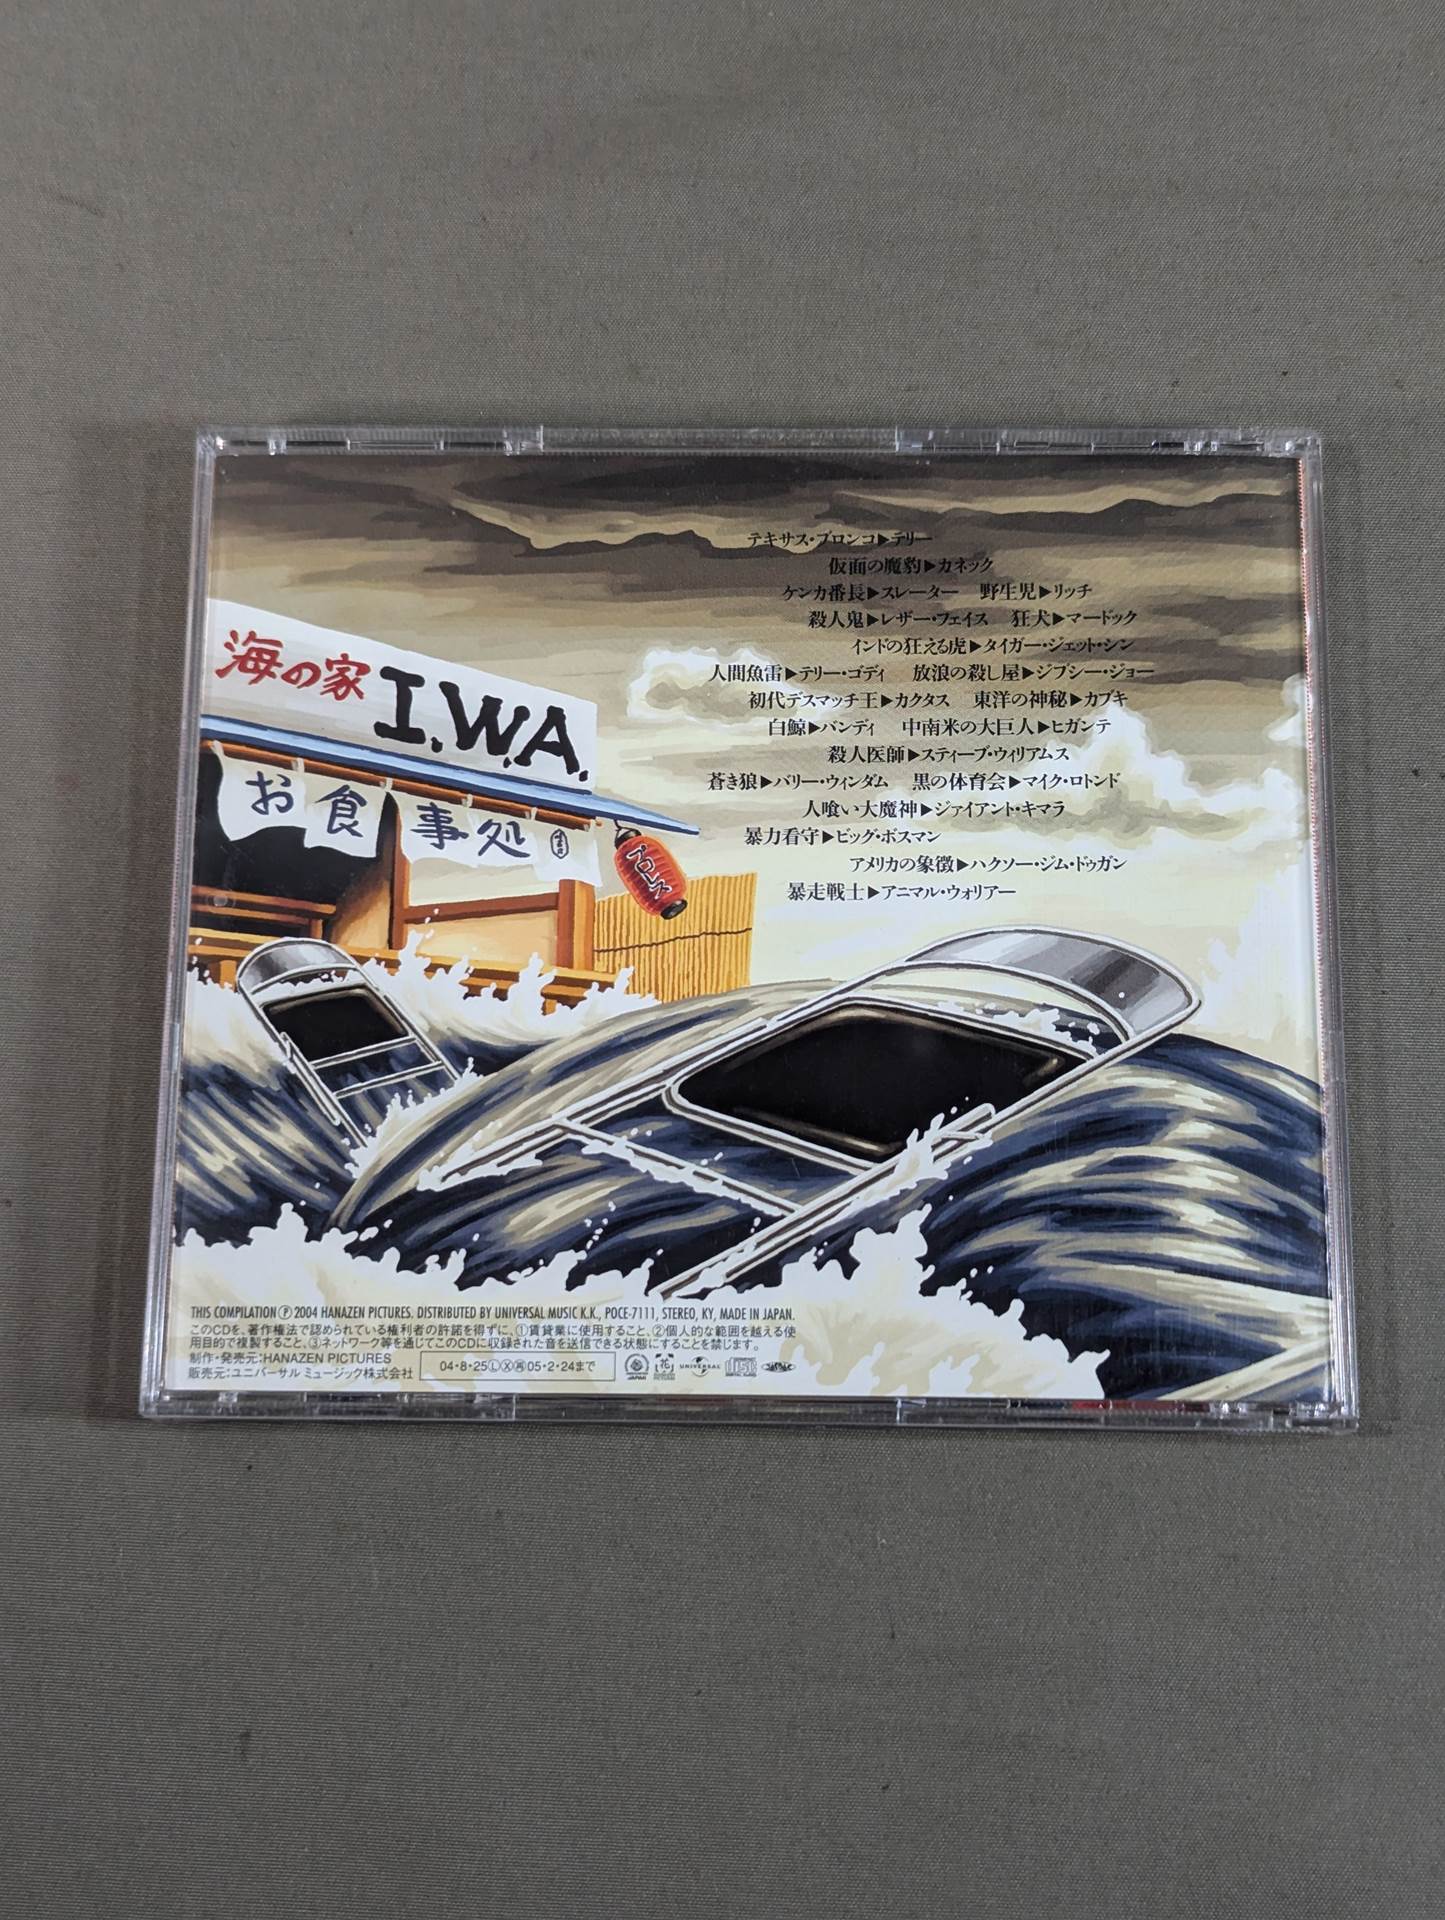 テキサス・ブロンコ▶テリー
仮面の魔豹▶カネック
ケンカ番長▶スレーター　野生児▶リッチ
殺人鬼▶レザー・フェイス　狂犬▶マードック
インドの狂える虎▶タイガー・ジェット・シン
人間魚雷▶テリー・ゴディ　放浪の殺し屋▶ジプシー・ジョー
初代デスマッチ王▶カクタス　東洋の神秘▶カブキ
白鯨▶バンディ　中南米の大巨人▶ヒガンテ
殺人医師▶スティーブ・ウィリアムス
蒼き狼▶バリー・ウィンダム　黒の体育会▶マイク・ロトンド
人喰い大魔神▶ジャイアント・キマラ
暴力看守▶ビッグ・ボスマン
アメリカの象徴▶ハクソー・ジム・ドゥガン
暴走戦士▶アニマル・ウォリアー
海の家 I.W.A.
お食事処
プロレス
THIS COMPILATION Ⓟ 2004 HANAZEN PICTURES. DISTRIBUTED BY UNIVERSAL MUSIC K.K., POCE-7111, STEREO, KY, MADE IN JAPAN.
このCDを、著作権法で認められている権利者の許諾を得ずに、①賃貸業に使用すること、②個人的な範囲を越える使
用目的で複製すること、③ネットワーク等を通じてこのCDに収録された音を送信できる状態にすることを禁じます。
制作・発売元：HANAZEN PICTURES
販売元：ユニバーサル ミュージック株式会社
04・8・25ⓁⓍ㊞05・2・24まで
UNIVERSAL